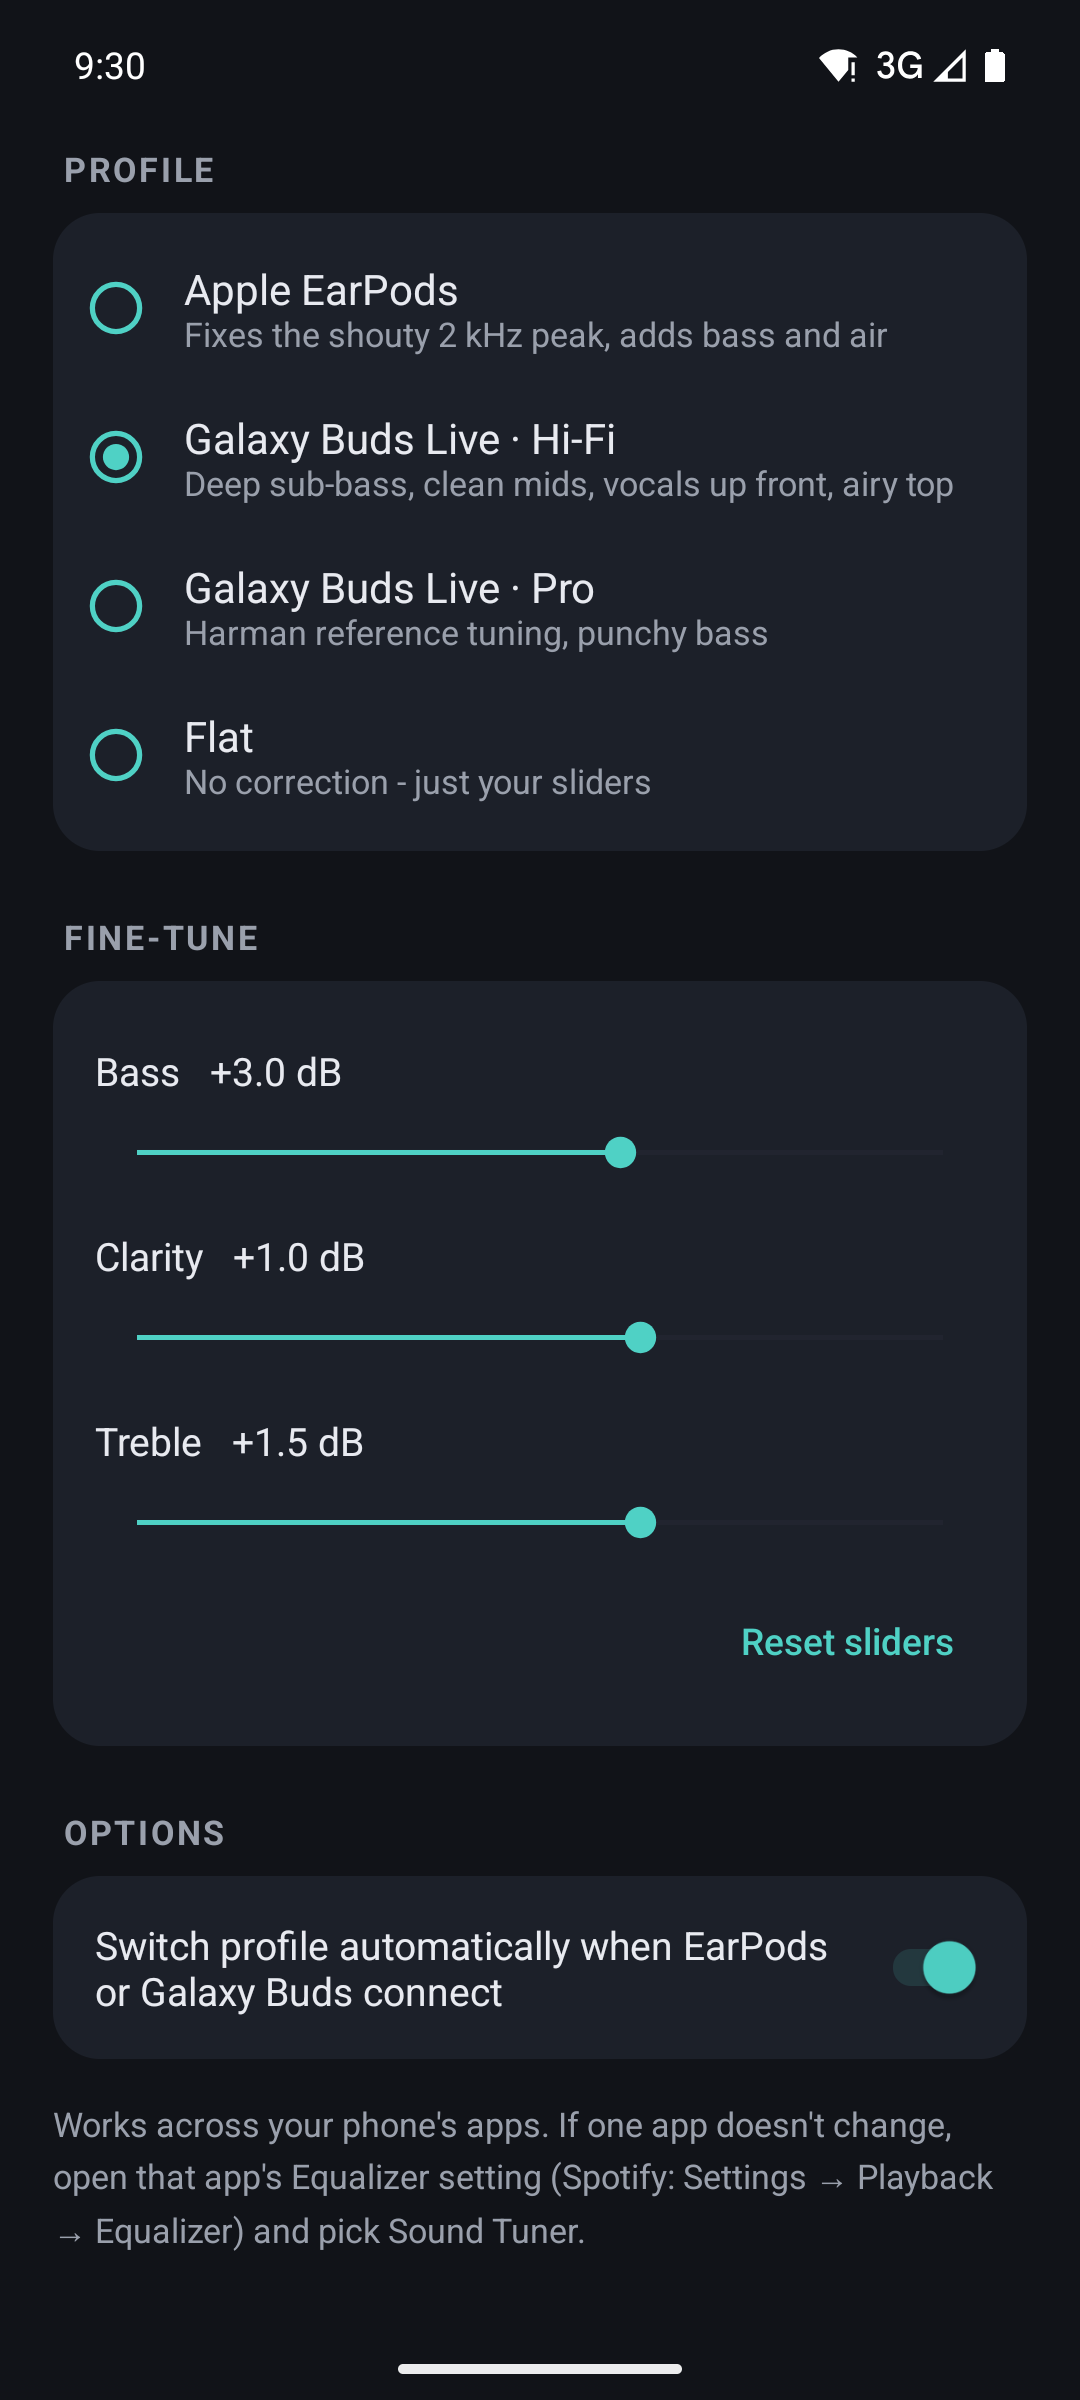 9:30
3G
PROFILE
Apple EarPods
Fixes the shouty 2 kHz peak, adds bass and air
Galaxy Buds Live · Hi-Fi
Deep sub-bass, clean mids, vocals up front, airy top
Galaxy Buds Live · Pro
Harman reference tuning, punchy bass
Flat
No correction - just your sliders
FINE-TUNE
Bass +3.0 dB
Clarity +1.0 dB
Treble +1.5 dB
Reset sliders
OPTIONS
Switch profile automatically when EarPods
or Galaxy Buds connect
Works across your phone's apps. If one app doesn't change,
open that app's Equalizer setting (Spotify: Settings → Playback
→ Equalizer) and pick Sound Tuner.